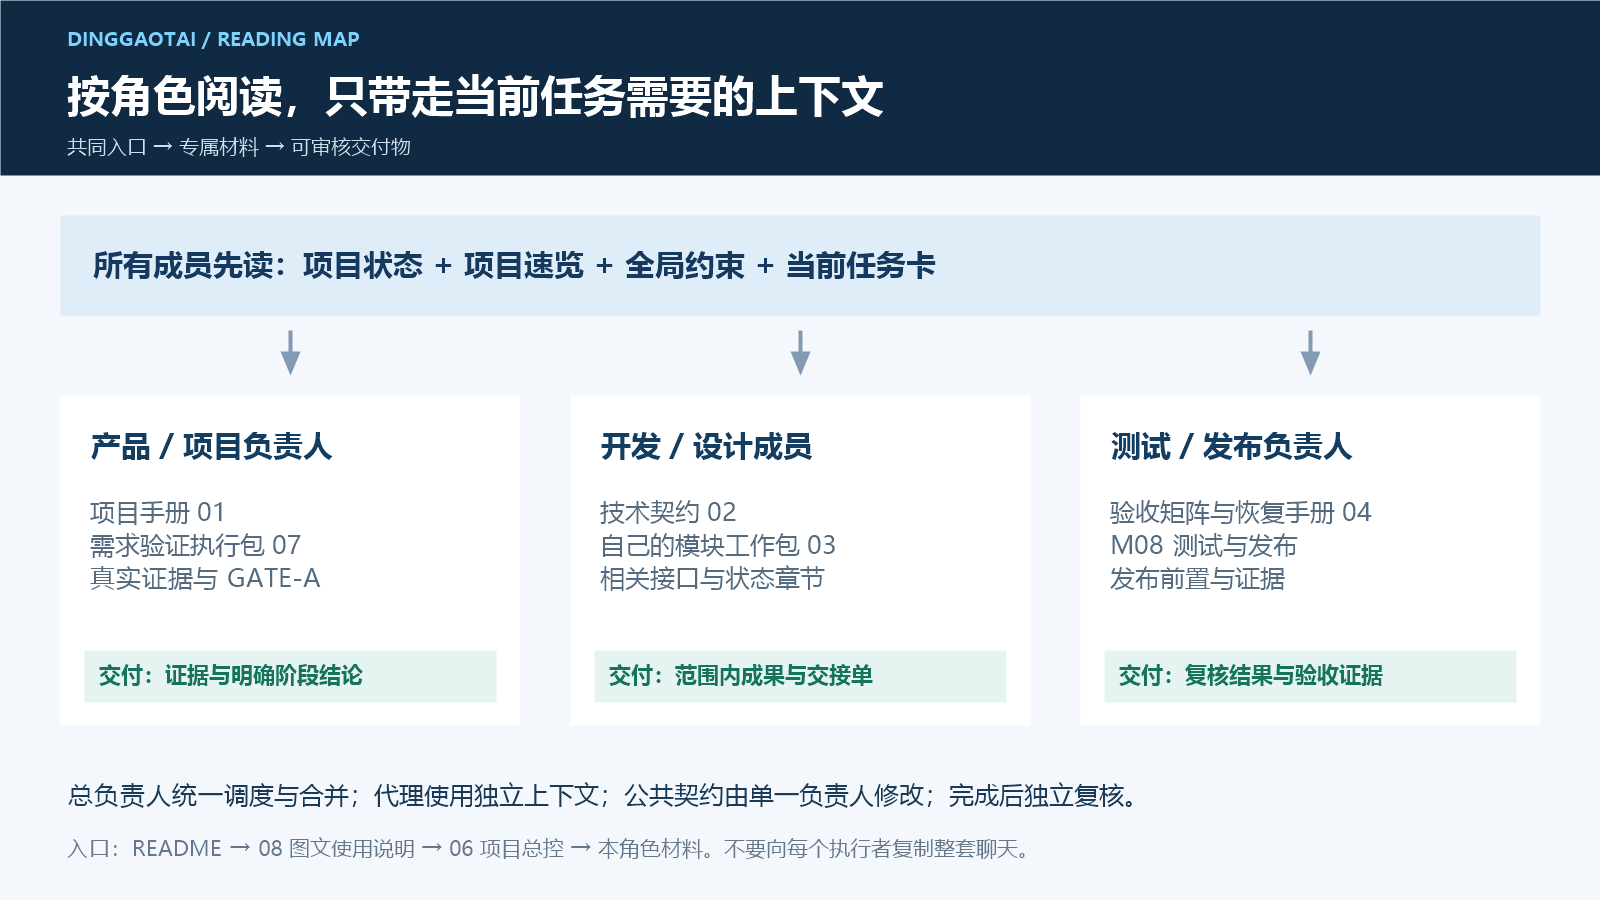 DINGGAOTAI / READING MAP
按角色阅读，只带走当前任务需要的上下文
共同入口 → 专属材料 → 可审核交付物
所有成员先读：项目状态 + 项目速览 + 全局约束 + 当前任务卡
产品 / 项目负责人
项目手册 01
需求验证执行包 07
真实证据与 GATE-A
交付：证据与明确阶段结论
开发 / 设计成员
技术契约 02
自己的模块工作包 03
相关接口与状态章节
交付：范围内成果与交接单
测试 / 发布负责人
验收矩阵与恢复手册 04
M08 测试与发布
发布前置与证据
交付：复核结果与验收证据
总负责人统一调度与合并；代理使用独立上下文；公共契约由单一负责人修改；完成后独立复核。
入口：README → 08 图文使用说明 → 06 项目总控 → 本角色材料。不要向每个执行者复制整套聊天。